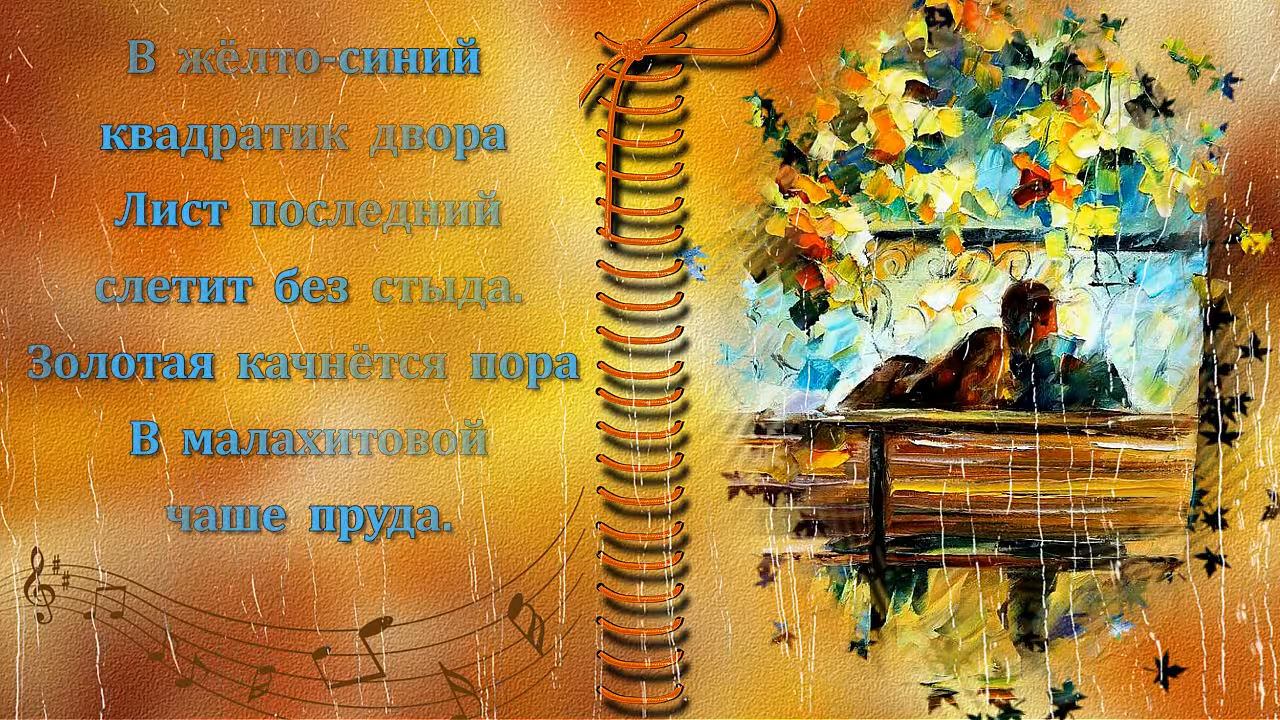 В жёлто-синий
квадратик двора
Лист последний
слетит без стыда.
Золотая качнётся пора
В малахитовой
чаше пруда.